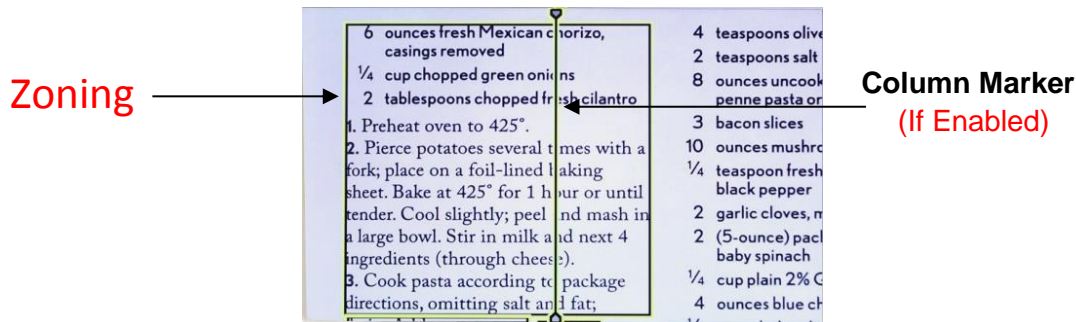 Zoning
6 ounces fresh Mexican chorizo,
casings removed
¼ cup chopped green onions
2 tablespoons chopped fresh cilantro
1. Preheat oven to 425°.
2. Pierce potatoes several times with a
fork; place on a foil-lined baking
sheet. Bake at 425° for 1 hour or until
tender. Cool slightly; peel and mash in
a large bowl. Stir in milk and next 4
ingredients (through cheese).
3. Cook pasta according to package
directions, omitting salt and fat;
4 teaspoons olive
2 teaspoons salt
8 ounces uncook
penne pasta or
3 bacon slices
10 ounces mushro
¼ teaspoon fresh
black pepper
2 garlic cloves, m
2 (5-ounce) pac
baby spinach
¼ cup plain 2% G
4 ounces blue ch
Column Marker
(If Enabled)